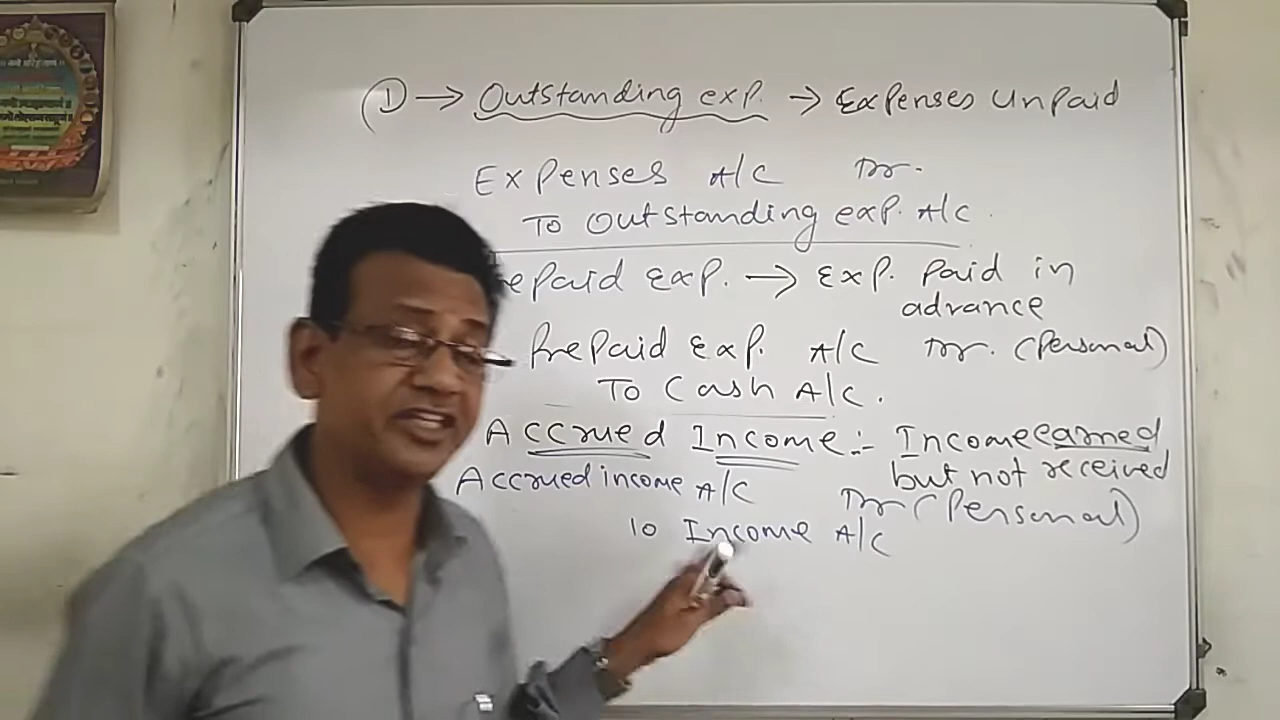 1 → Outstanding exp. → Expenses Unpaid
Expenses A/C Dr.
To Outstanding exp. A/C.
epaid Exp. → Exp. paid in
advance
Prepaid Exp. A/C Dr. (Personal)
To Cash A/C.
Accrued Income :- Income earned
but not received
Accrued income A/C Dr (Personal)
To Income A/C